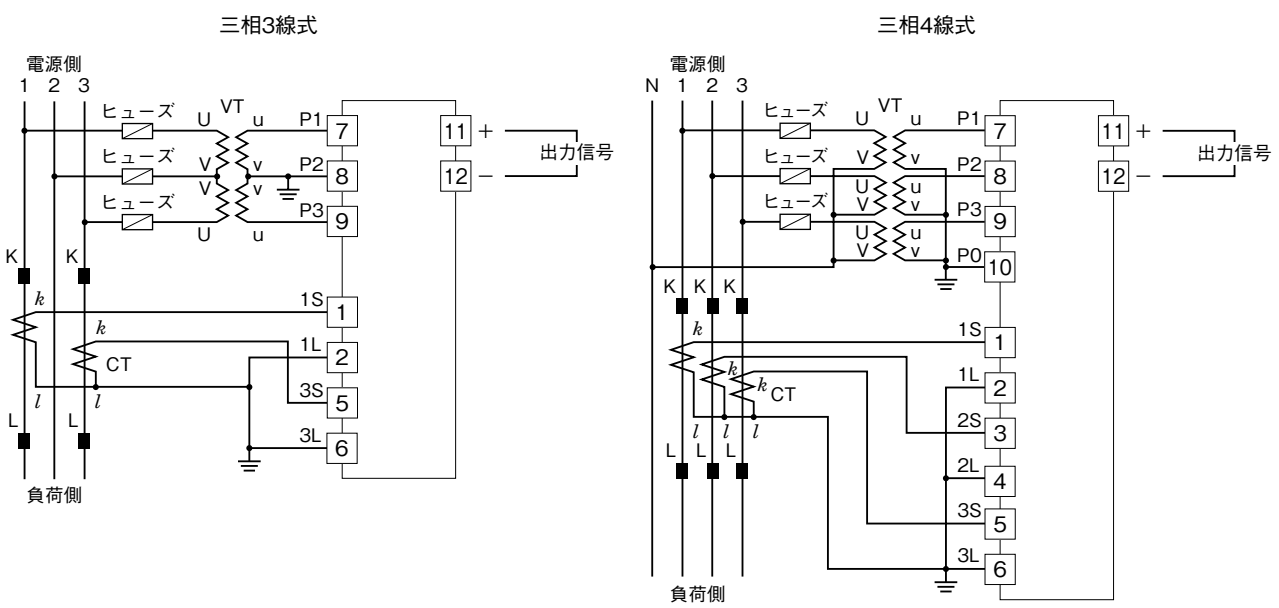 三相3線式
電源側
1 2 3
ヒューズ U VT u P1 7 11 +
ヒューズ V v P2 8 12 − 出力信号
ヒューズ V v
U u P3 9
K K
k 1S 1
k 1L 2
CT
3S 5
l l
L L 3L 6
負荷側
三相4線式
電源側
N 1 2 3
ヒューズ U VT u P1 7 11 +
ヒューズ V v P2 8 12 − 出力信号
ヒューズ U u
V v P3 9
U u
V v P0 10
K K K
k 1S 1
k 1L 2
k CT
2S 3
l l l
L L L 2L 4
3S 5
3L 6
負荷側